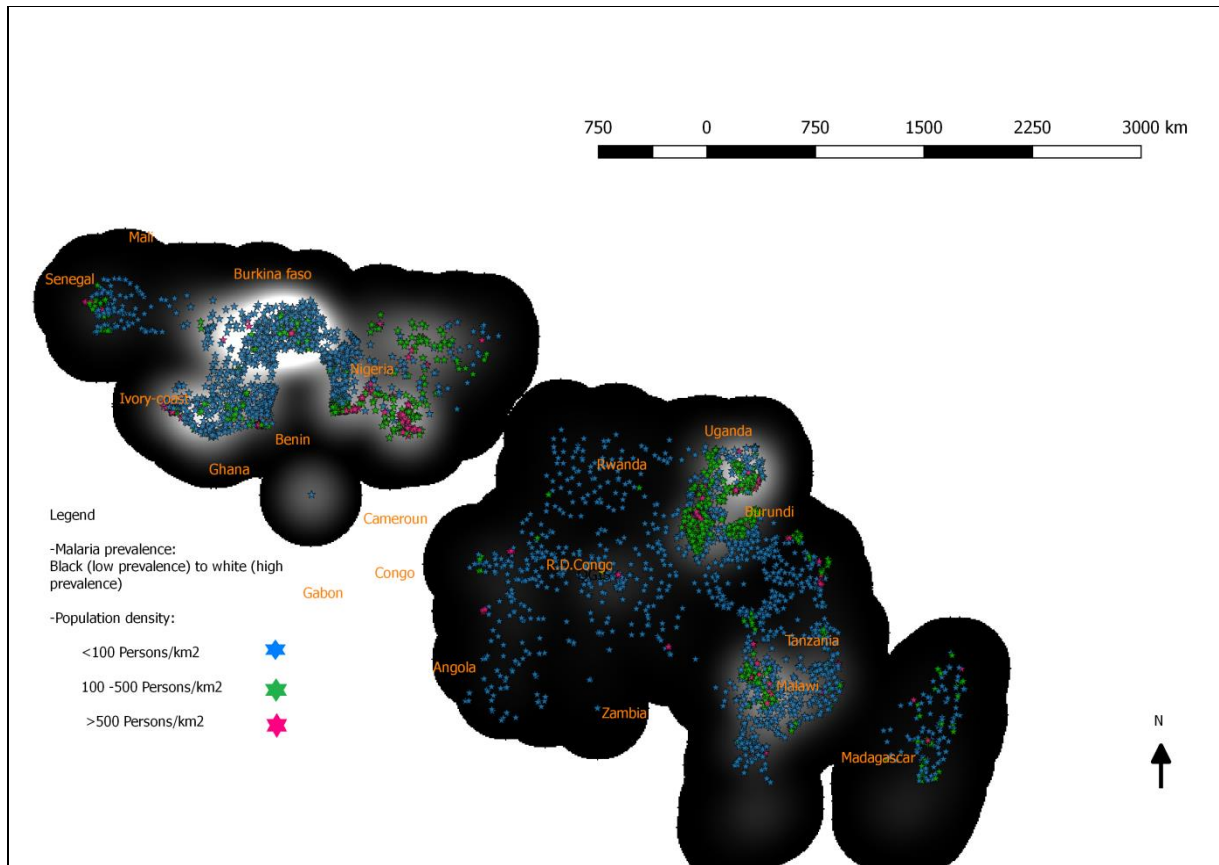 750 0 750 1500 2250 3000 km
Mali
Senegal
Burkina faso
Nigeria
Ivory-coast
Benin
Ghana
Uganda
Rwanda
Burundi
Cameroun
R.D.Congo
Congo
Gabon
Tanzania
Angola
Malawi
Zambia
Madagascar
N
Legend
-Malaria prevalence:
Black (low prevalence) to white (high
prevalence)
-Population density:
<100 Persons/km2
100 -500 Persons/km2
>500 Persons/km2